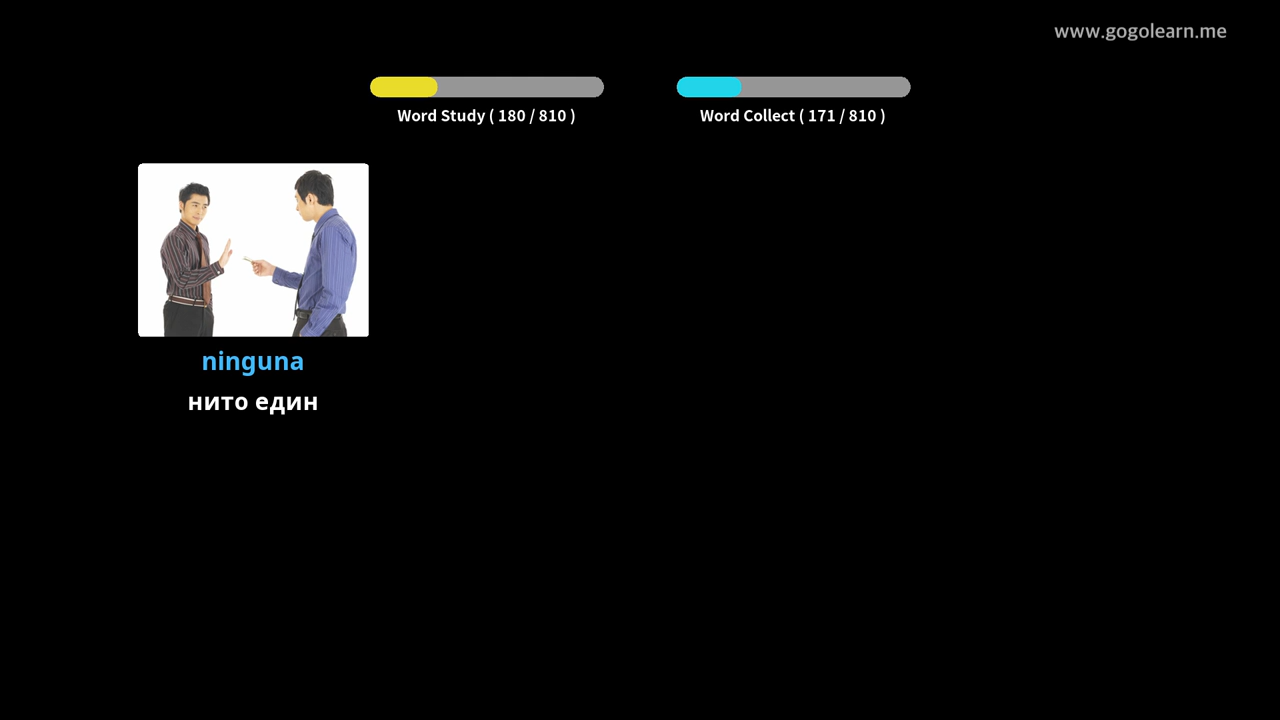 www.gogolearn.me
Word Study ( 180 / 810 )
Word Collect ( 171 / 810 )
ninguna
нито един